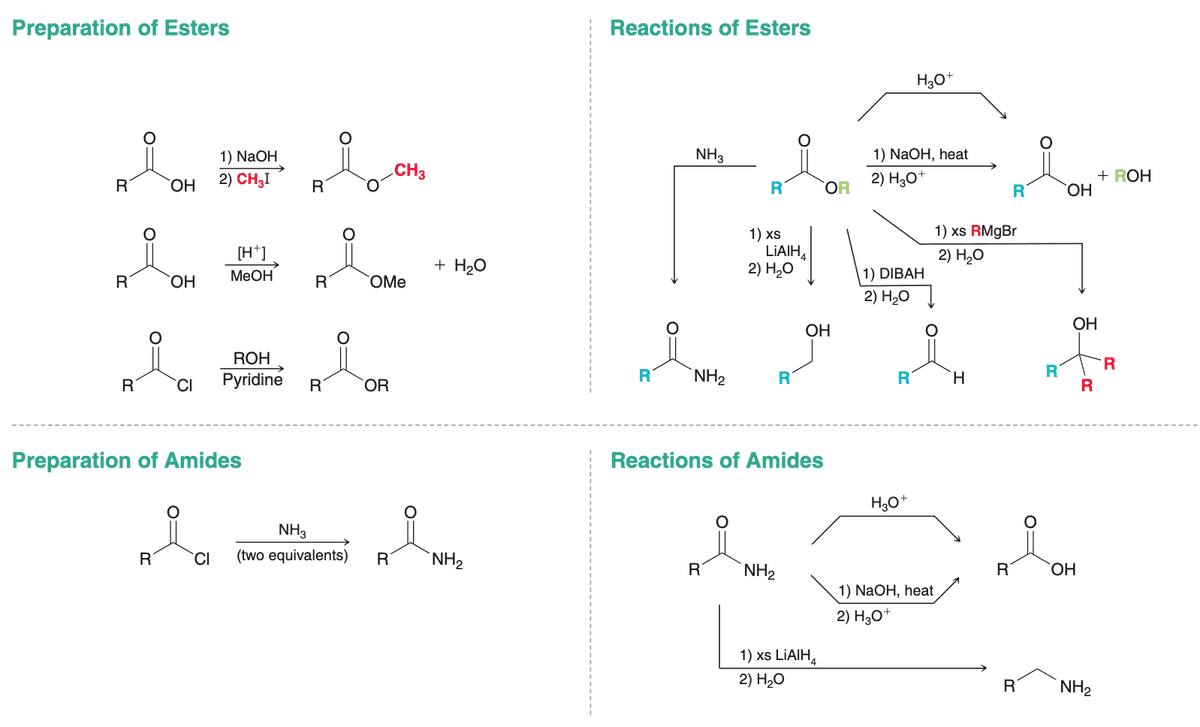 Preparation of Esters
O
R
OH
1) NaOH
2) CH3I
O
R
O
CH3
O
R
OH
[H+]
MeOH
O
R
OMe
+ H2O
O
R
Cl
ROH
Pyridine
O
R
OR
Reactions of Esters
H3O+
NH3
O
R
OR
1) NaOH, heat
2) H3O+
O
R
OH
+ ROH
1) xs
LiAlH4
2) H2O
1) DIBAH
2) H2O
1) xs RMgBr
2) H2O
O
R
NH2
OH
R
O
R
H
OH
R
R
R
Preparation of Amides
O
R
Cl
NH3
(two equivalents)
O
R
NH2
Reactions of Amides
H3O+
O
R
NH2
1) NaOH, heat
2) H3O+
O
R
OH
1) xs LiAlH4
2) H2O
R
NH2